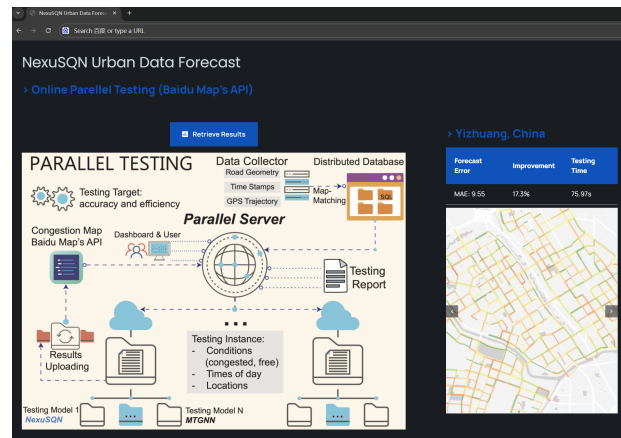 NexuSQN Urban Data Forec
Search 百度 or type a URL
NexuSQN Urban Data Forecast
> Online Parellel Testing (Baidu Map's API)
Retrieve Results
PARALLEL TESTING
Testing Target:
accuracy and efficiency
Data Collector
Road Geometry
Time Stamps
GPS Trajectory
Map-
Matching
Distributed Database
SQL
Parallel Server
Congestion Map
Baidu Map's API
Dashboard & User
Testing
Report
Results
Uploading
Testing Instance:
- Conditions
(congested, free)
- Times of day
- Locations
Testing Model 1
NexuSQN
...
Testing Model N
MTGNN
...
...
> Yizhuang, China
Forecast
Error
Improvement
Testing
Time
MAE: 9.55
17.3%
75.97s